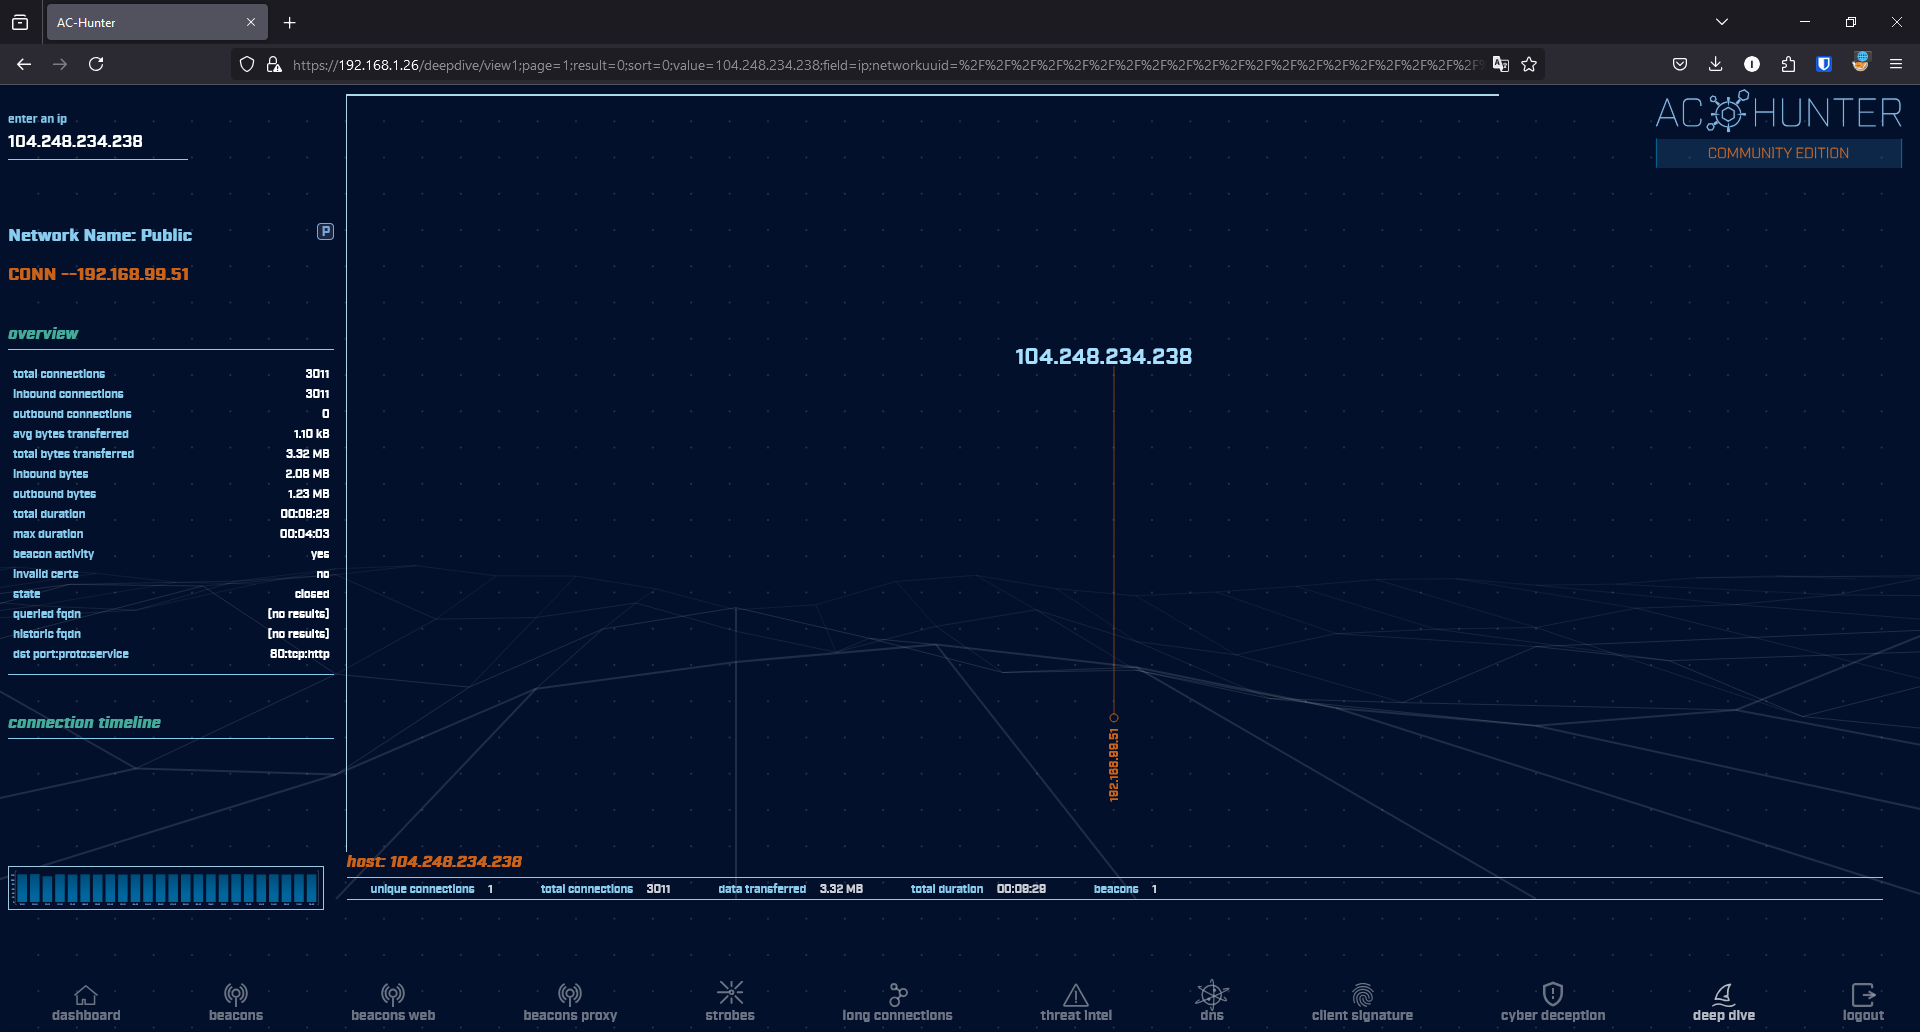 AC-Hunter
https://192.168.1.26/deepdive/view1;page=1;result=0;sort=0;value=104.248.234.238;field=ip;networkuuid=%2F%2F%2F%2F%2F%2F%2F%2F%2F%2F%2F%2F%2F%2F%2F%2F%2F%2F%2F%2F
enter an ip
104.248.234.238
AC HUNTER
COMMUNITY EDITION
Network Name: Public
P
CONN --192.168.99.51
overview
total connections 3011
inbound connections 3011
outbound connections 0
avg bytes transferred 1.10 kB
total bytes transferred 3.32 MB
inbound bytes 2.08 MB
outbound bytes 1.23 MB
total duration 00:09:29
max duration 00:04:03
beacon activity yes
invalid certs no
state closed
queried fqdn [no results]
historic fqdn [no results]
dst port:proto:service 80:tcp:http
connection timeline
104.248.234.238
192.168.99.51
host: 104.248.234.238
unique connections 1 total connections 3011 data transferred 3.32 MB total duration 00:09:29 beacons 1
dashboard beacons beacons web beacons proxy strobes long connections threat intel dns client signature cyber deception deep dive logout